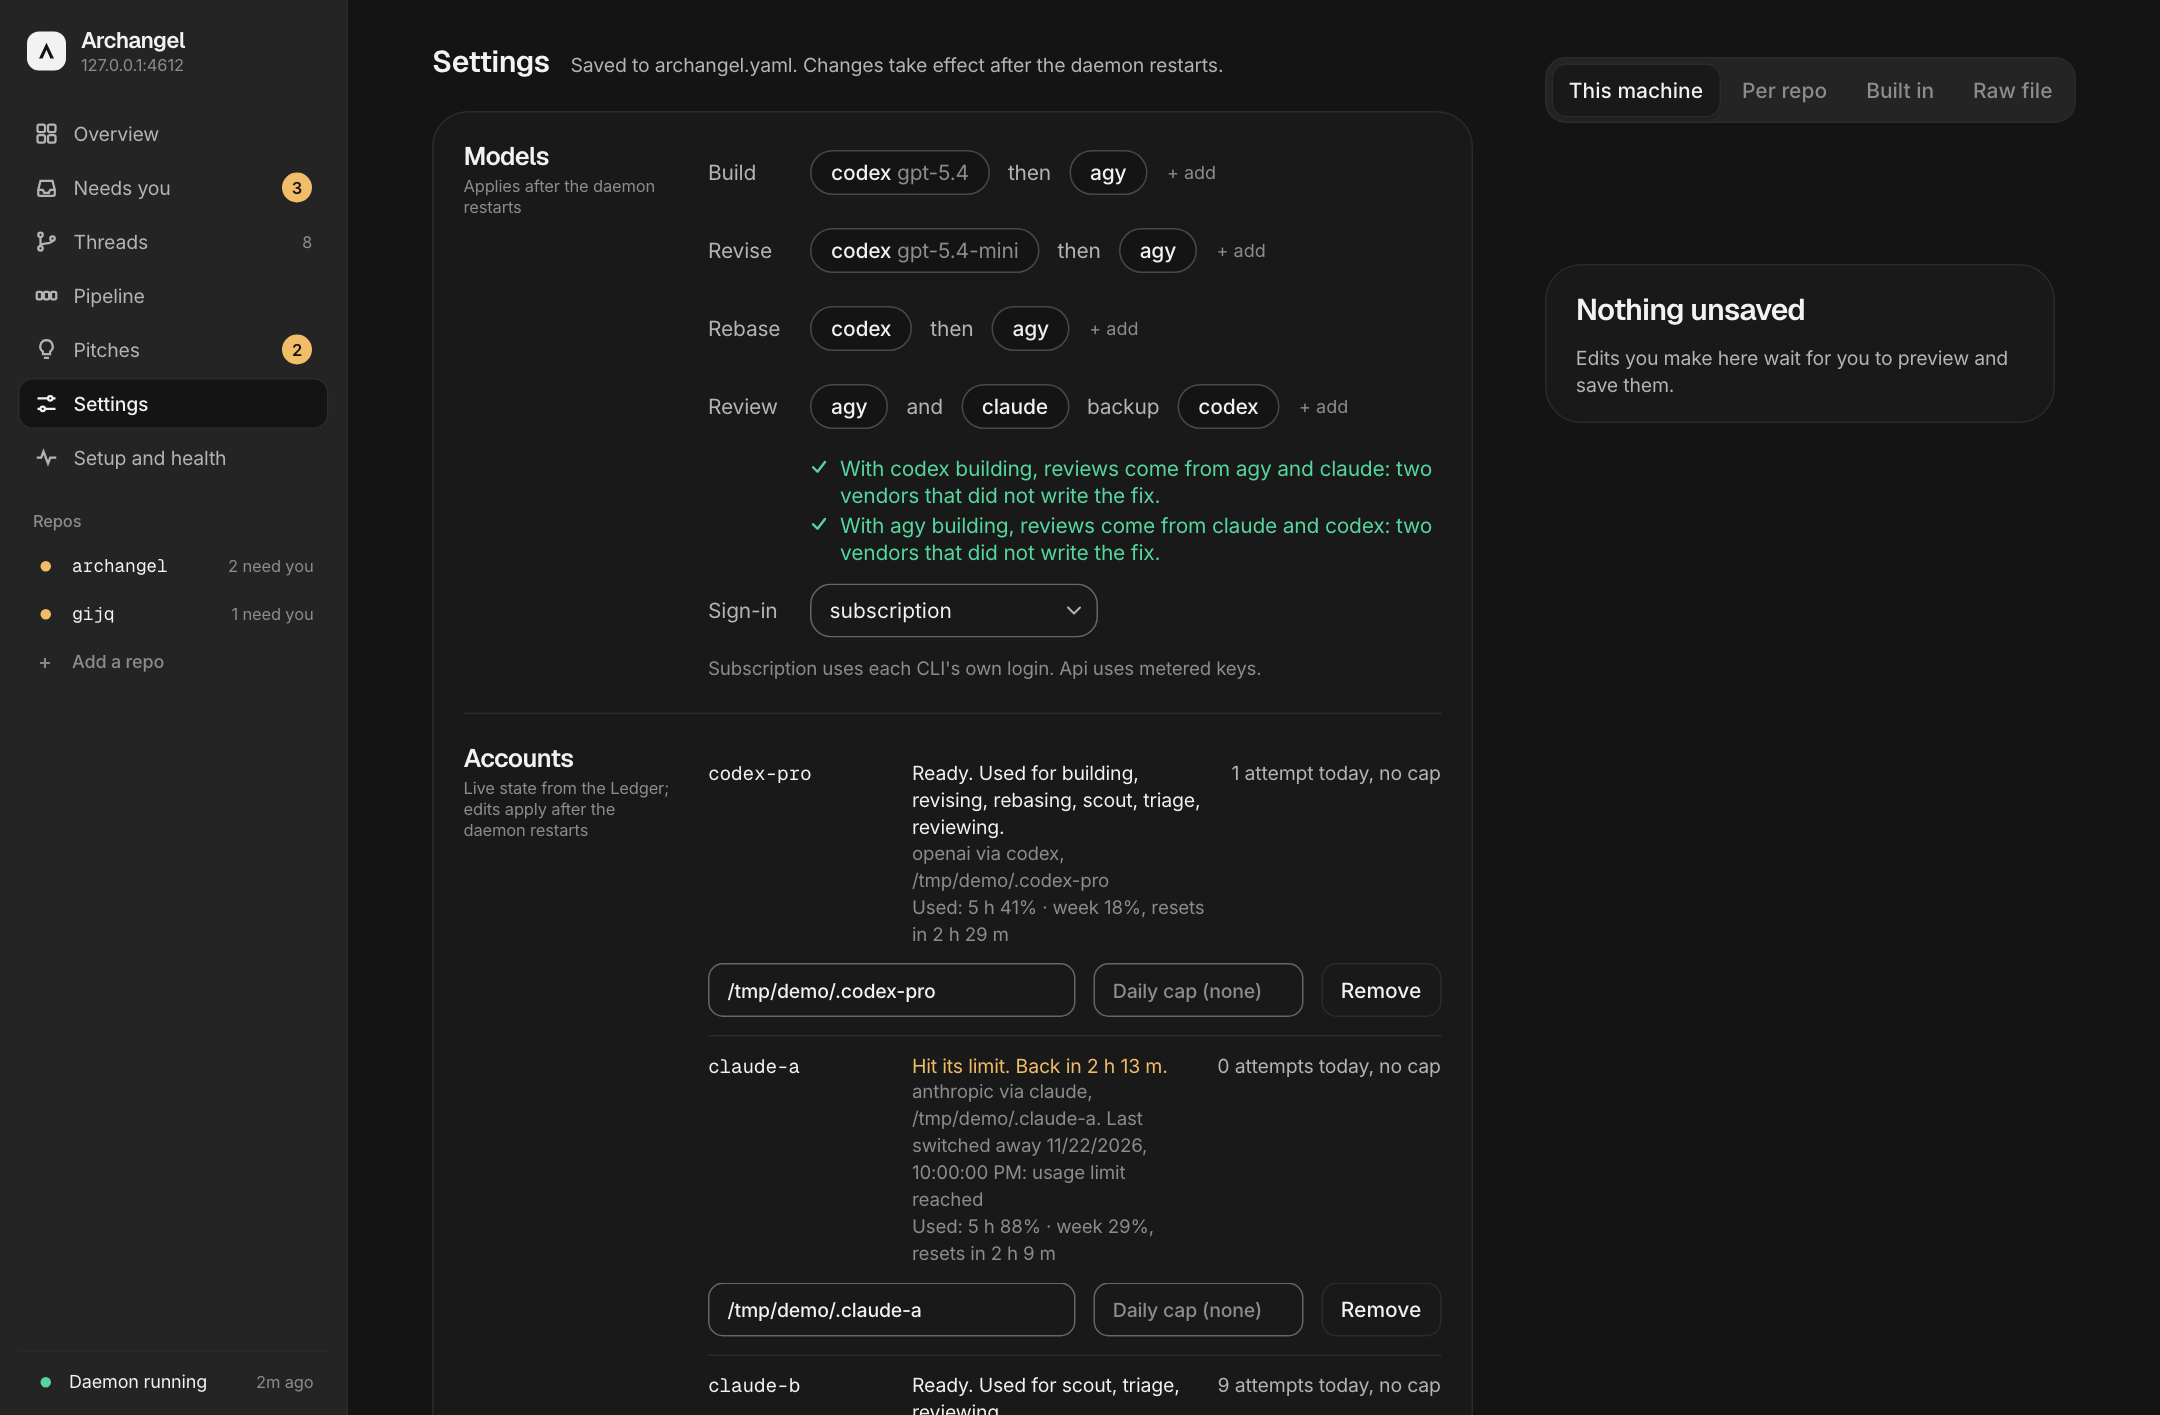 Archangel
127.0.0.1:4612
Overview
Needs you 3
Threads 8
Pipeline
Pitches 2
Settings
Setup and health
Repos
archangel 2 need you
gijq 1 need you
+ Add a repo
Daemon running 2m ago
Settings Saved to archangel.yaml. Changes take effect after the daemon restarts.
This machine Per repo Built in Raw file
Models
Applies after the daemon
restarts
Build codex gpt-5.4 then agy + add
Revise codex gpt-5.4-mini then agy + add
Rebase codex then agy + add
Review agy and claude backup codex + add
With codex building, reviews come from agy and claude: two
vendors that did not write the fix.
With agy building, reviews come from claude and codex: two
vendors that did not write the fix.
Sign-in subscription
Subscription uses each CLI's own login. Api uses metered keys.
Accounts
Live state from the Ledger;
edits apply after the
daemon restarts
codex-pro Ready. Used for building, 1 attempt today, no cap
revising, rebasing, scout, triage,
reviewing.
openai via codex,
/tmp/demo/.codex-pro
Used: 5 h 41% · week 18%, resets
in 2 h 29 m
/tmp/demo/.codex-pro Daily cap (none) Remove
claude-a Hit its limit. Back in 2 h 13 m. 0 attempts today, no cap
anthropic via claude,
/tmp/demo/.claude-a. Last
switched away 11/22/2026,
10:00:00 PM: usage limit
reached
Used: 5 h 88% · week 29%,
resets in 2 h 9 m
/tmp/demo/.claude-a Daily cap (none) Remove
claude-b Ready. Used for scout, triage, 9 attempts today, no cap
reviewing
Nothing unsaved
Edits you make here wait for you to preview and
save them.